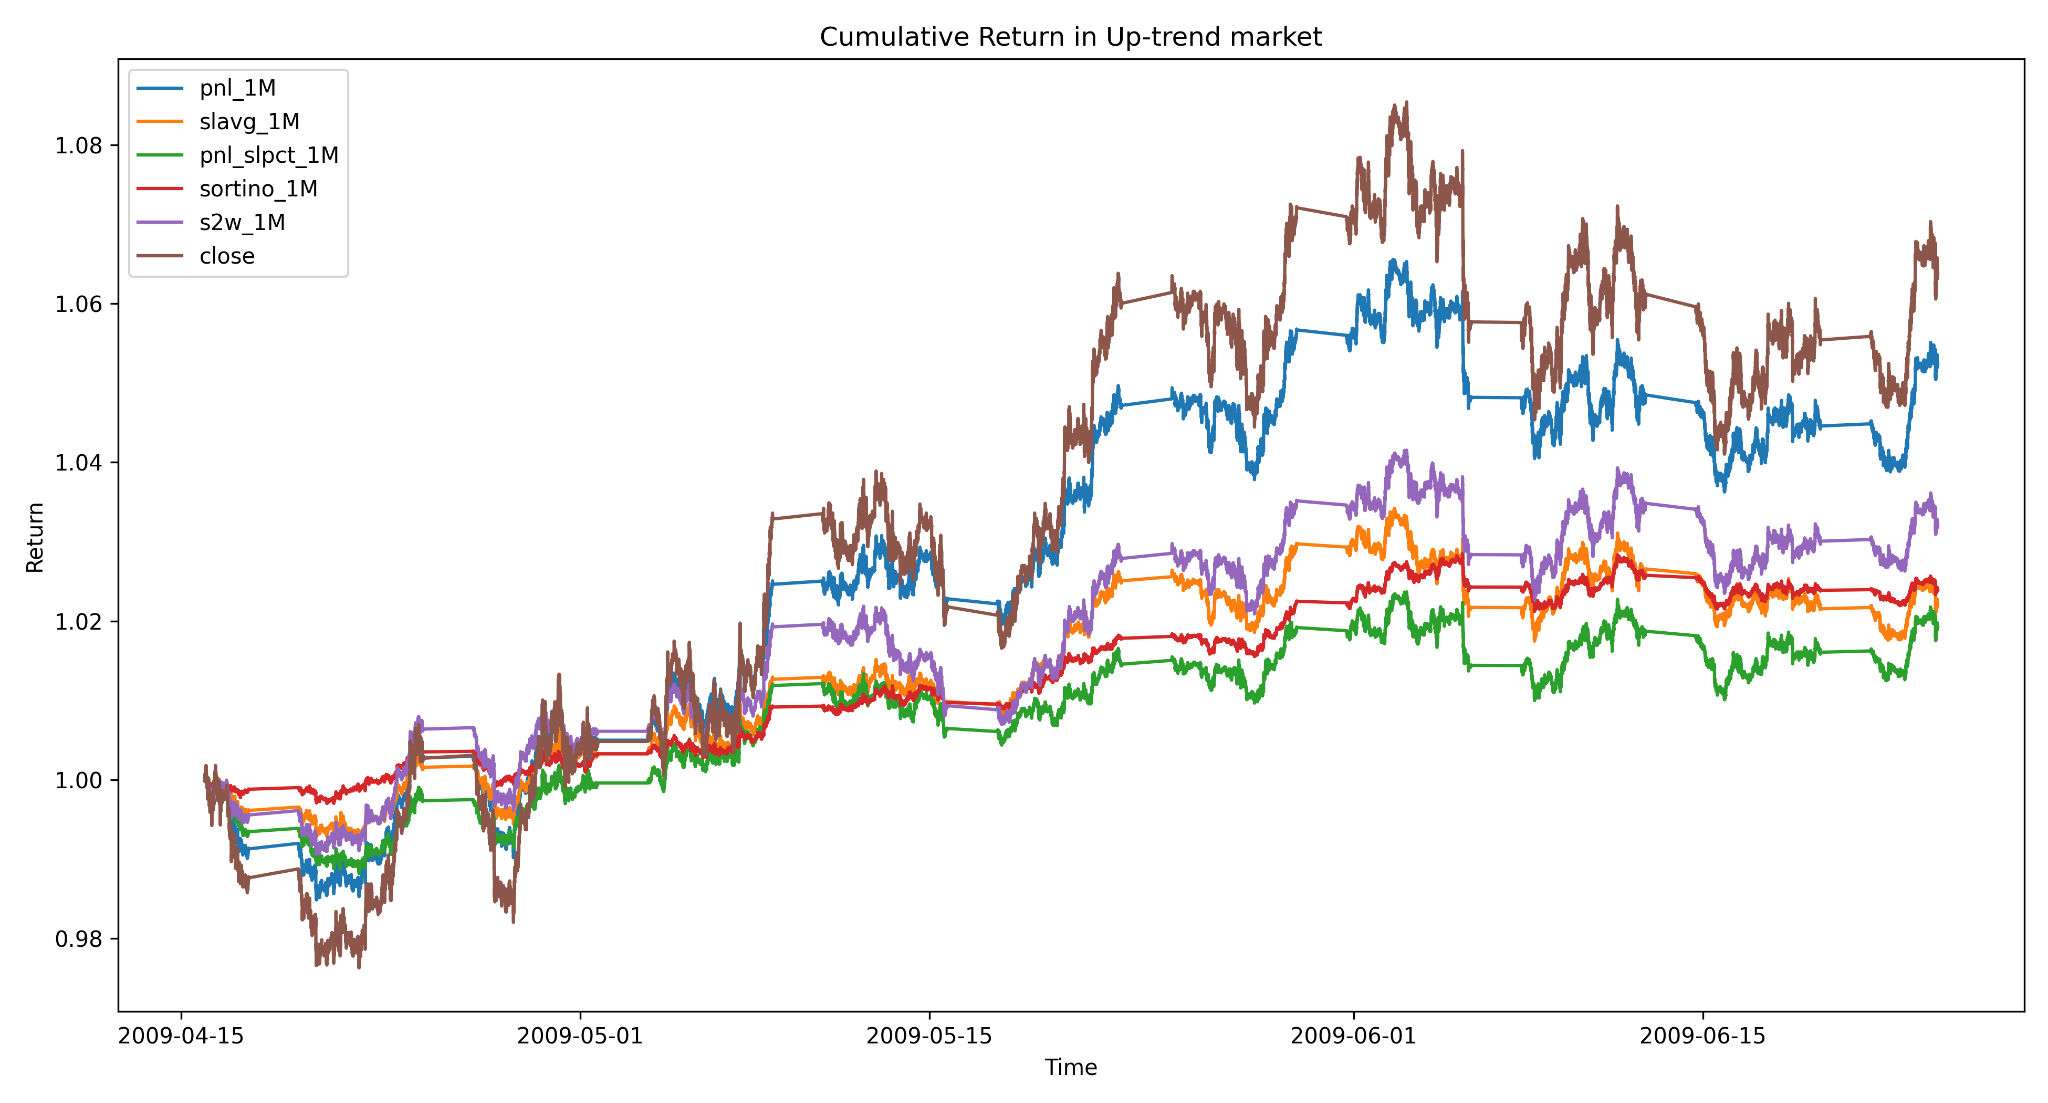 Cumulative Return in Up-trend market
pnl_1M
slavg_1M
pnl_slpct_1M
sortino_1M
s2w_1M
close
1.08
1.06
1.04
1.02
1.00
0.98
Return
2009-04-15
2009-05-01
2009-05-15
2009-06-01
2009-06-15
Time